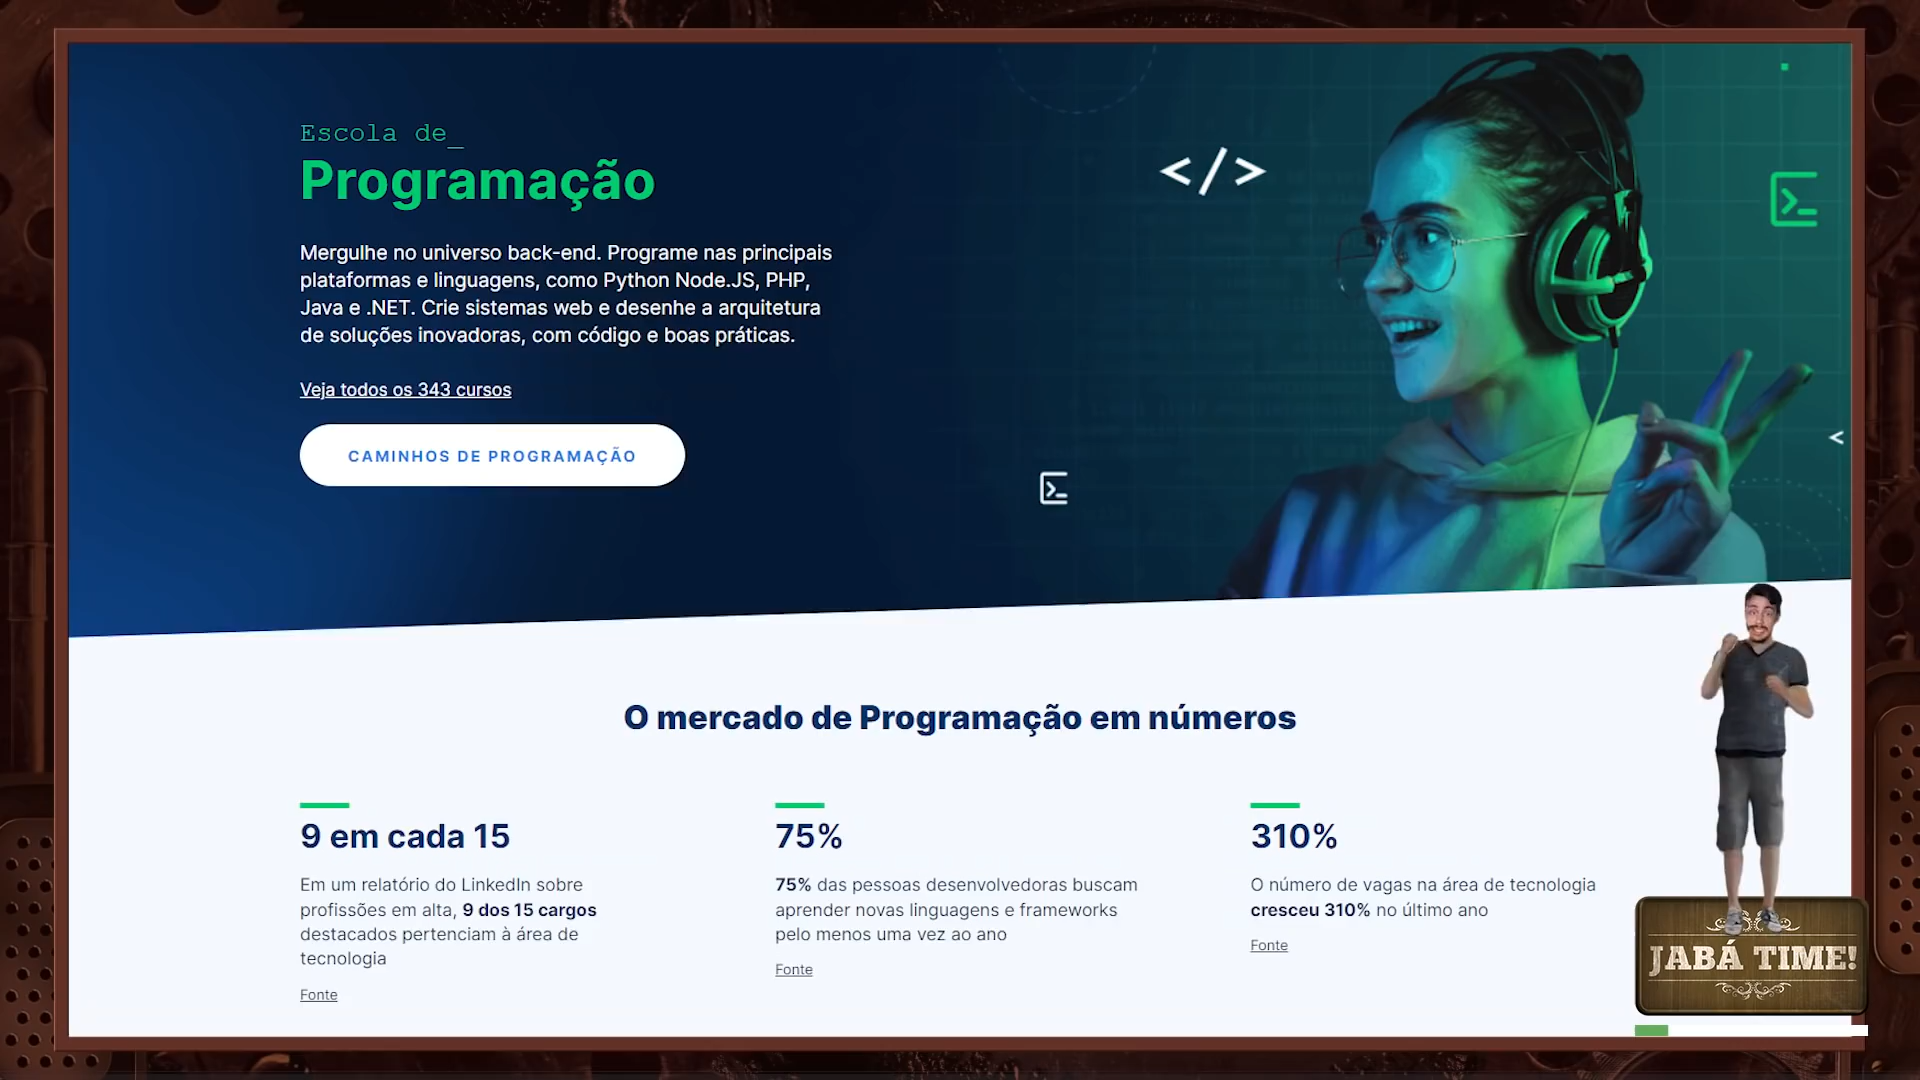 Escola de_
Programação
</>
Mergulhe no universo back-end. Programe nas principais
plataformas e linguagens, como Python Node.JS, PHP,
Java e .NET. Crie sistemas web e desenhe a arquitetura
de soluções inovadoras, com código e boas práticas.
Veja todos os 343 cursos
CAMINHOS DE PROGRAMAÇÃO
O mercado de Programação em números
9 em cada 15
Em um relatório do LinkedIn sobre
profissões em alta, 9 dos 15 cargos
destacados pertenciam à área de
tecnologia
Fonte
75%
75% das pessoas desenvolvedoras buscam
aprender novas linguagens e frameworks
pelo menos uma vez ao ano
Fonte
310%
O número de vagas na área de tecnologia
cresceu 310% no último ano
Fonte
JABÁ TIME!